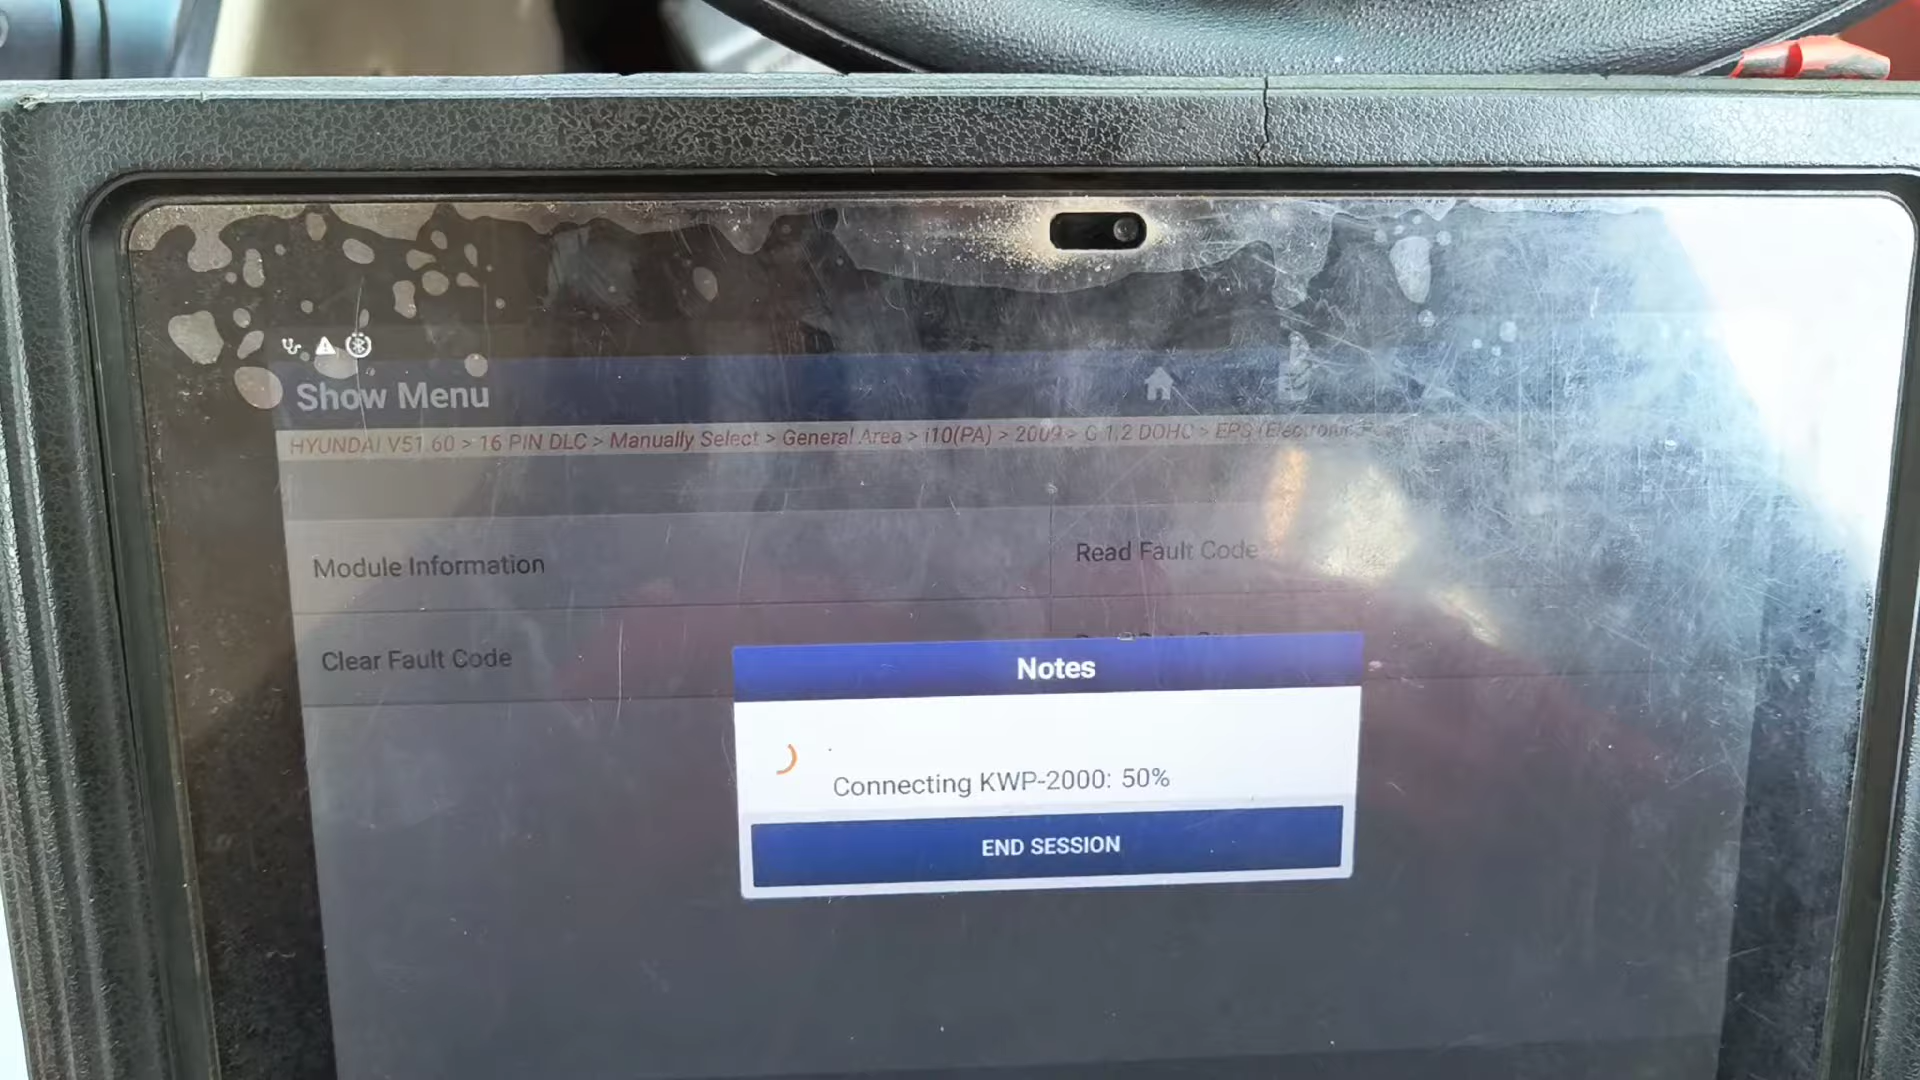 Show Menu
HYUNDAI V51.60 > 16 PIN DLC > Manually Select > General Area > i10(PA) > 2009 > G 1.2 DOHC > EPS (Electronic
Module Information
Read Fault Code
Clear Fault Code
Notes
Connecting KWP-2000: 50%
END SESSION